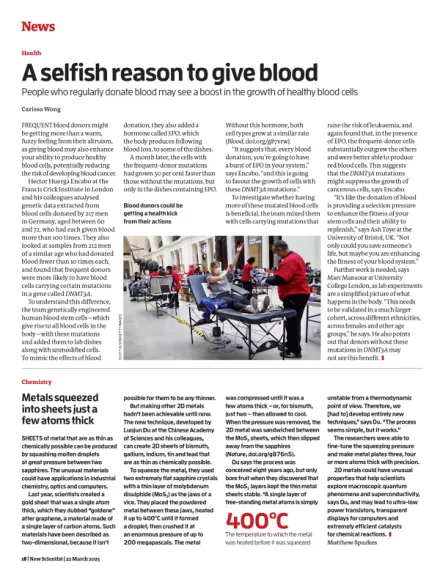 News
Health
A selfish reason to give blood
People who regularly donate blood may see a boost in the growth of healthy blood cells
Carissa Wong
FREQUENT blood donors might
be getting more than a warm,
fuzzy feeling from their altruism,
as giving blood may also enhance
your ability to produce healthy
blood cells, potentially reducing
the risk of developing blood cancer.
Hector Huerga Encabo at the
Francis Crick Institute in London
and his colleagues analysed
genetic data extracted from
blood cells donated by 217 men
in Germany, aged between 60
and 72, who had each given blood
more than 100 times. They also
looked at samples from 212 men
of a similar age who had donated
blood fewer than 10 times each,
and found that frequent donors
were more likely to have blood
cells carrying certain mutations
in a gene called DNMT3A.
To understand this difference,
the team genetically engineered
human blood stem cells – which
give rise to all blood cells in the
body – with these mutations
and added them to lab dishes
along with unmodified cells.
To mimic the effects of blood
donation, they also added a
hormone called EPO, which
the body produces following
blood loss, to some of the dishes.
A month later, the cells with
the frequent-donor mutations
had grown 50 per cent faster than
those without the mutations, but
only in the dishes containing EPO.
Blood donors could be
getting a health kick
from their actions
Without this hormone, both
cell types grew at a similar rate
(Blood, doi.org/g87rzw).
"It suggests that, every blood
donation, you're going to have
a burst of EPO in your system,"
says Encabo, "and this is going
to favour the growth of cells with
these DNMT3A mutations."
To investigate whether having
more of these mutated blood cells
is beneficial, the team mixed them
with cells carrying mutations that
raise the risk of leukaemia, and
again found that, in the presence
of EPO, the frequent-donor cells
substantially outgrew the others
and were better able to produce
red blood cells. This suggests
that the DNMT3A mutations
might suppress the growth of
cancerous cells, says Encabo.
"It's like the donation of blood
is providing a selection pressure
to enhance the fitness of your
stem cells and their ability to
replenish," says Ash Toye at the
University of Bristol, UK. "Not
only could you save someone's
life, but maybe you are enhancing
the fitness of your blood system."
Further work is needed, says
Marc Mansour at University
College London, as lab experiments
are a simplified picture of what
happens in the body. "This needs
to be validated in a much larger
cohort, across different ethnicities,
across females and other age
groups," he says. He also points
out that donors without these
mutations in DNMT3A may
not see this benefit.
Chemistry
Metals squeezed
into sheets just a
few atoms thick
SHEETS of metal that are as thin as
chemically possible can be produced
by squashing molten droplets
at great pressure between two
sapphires. The unusual materials
could have applications in industrial
chemistry, optics and computers.
Last year, scientists created a
gold sheet that was a single atom
thick, which they dubbed "goldene"
after graphene, a material made of
a single layer of carbon atoms. Such
materials have been described as
two-dimensional, because it isn't
possible for them to be any thinner.
But making other 2D metals
hadn't been achievable until now.
The new technique, developed by
Luojun Du at the Chinese Academy
of Sciences and his colleagues,
can create 2D sheets of bismuth,
gallium, indium, tin and lead that
are as thin as chemically possible.
To squeeze the metal, they used
two extremely flat sapphire crystals
with a thin layer of molybdenum
disulphide (MoS₂) as the jaws of a
vice. They placed the powdered
metal between these jaws, heated
it up to 400°C until it formed
a droplet, then crushed it at
an enormous pressure of up to
200 megapascals. The metal
was compressed until it was a
few atoms thick – or, for bismuth,
just two – then allowed to cool.
When the pressure was removed, the
2D metal was sandwiched between
the MoS₂ sheets, which then slipped
away from the sapphires
(Nature, doi.org/g876n5).
Du says the process was
conceived eight years ago, but only
bore fruit when they discovered that
the MoS₂ layers kept the thin metal
sheets stable. "A single layer of
free-standing metal atoms is simply
400°C
The temperature to which the metal
was heated before it was squeezed
unstable from a thermodynamic
point of view. Therefore, we
[had to] develop entirely new
techniques," says Du. "The process
seems simple, but it works."
The researchers were able to
fine-tune the squeezing pressure
and make metal plates three, four
or more atoms thick with precision.
2D metals could have unusual
properties that help scientists
explore macroscopic quantum
phenomena and superconductivity,
says Du, and may lead to ultra-low
power transistors, transparent
displays for computers and
extremely efficient catalysts
for chemical reactions.
Matthew Sparkes
18 | New Scientist | 22 March 2025